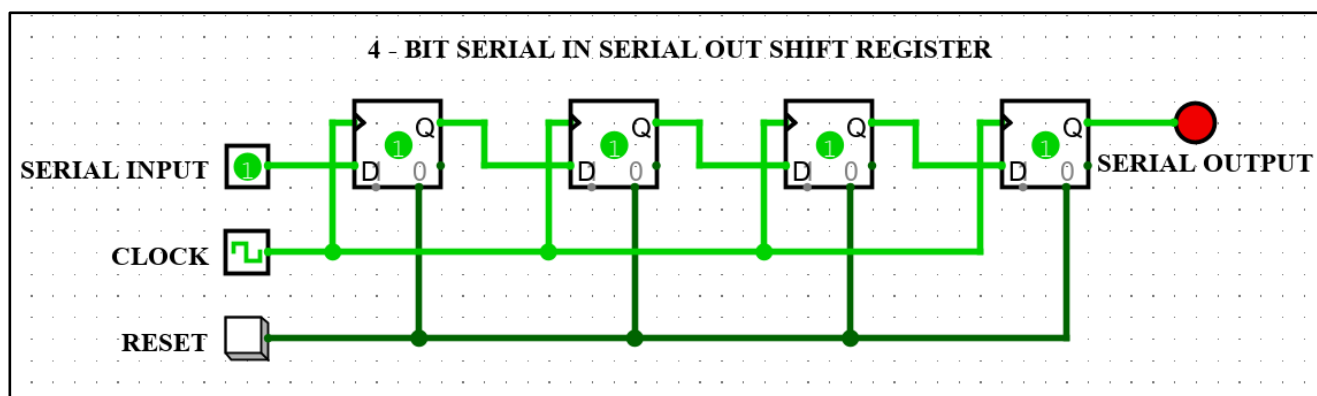 4 - BIT SERIAL IN SERIAL OUT SHIFT REGISTER
Q Q Q Q
1 1 1 1
SERIAL INPUT 1 D 0 D 0 D 0 D 0 SERIAL OUTPUT
CLOCK
RESET